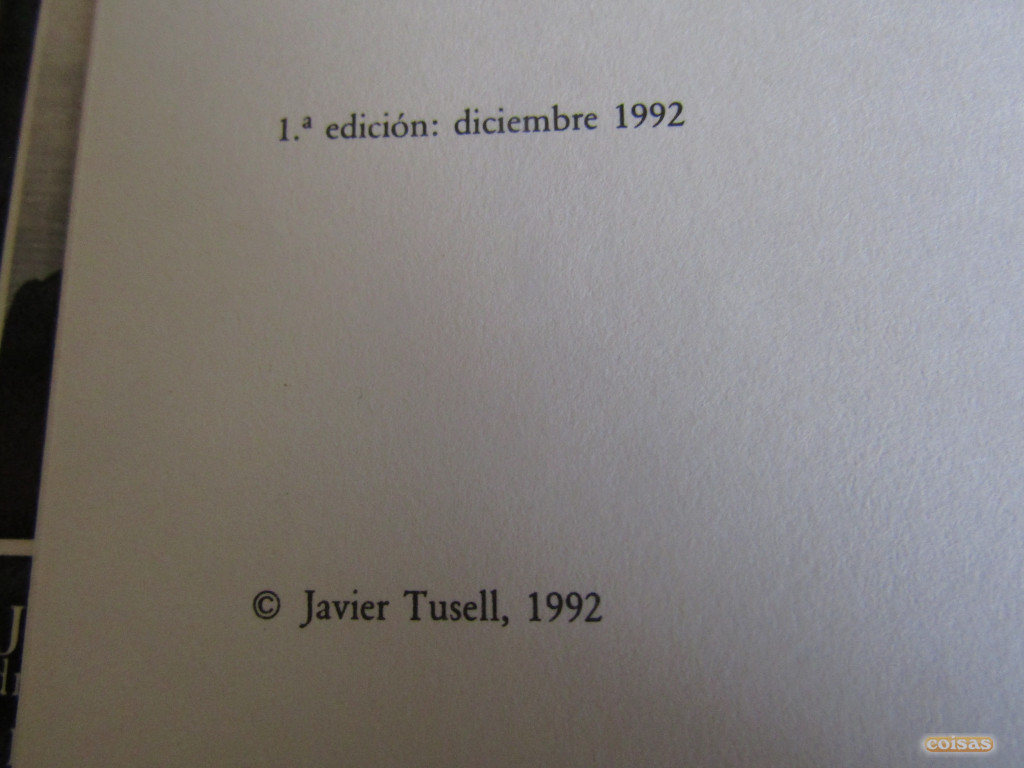 1.ª edición: diciembre 1992
© Javier Tusell, 1992
coisas